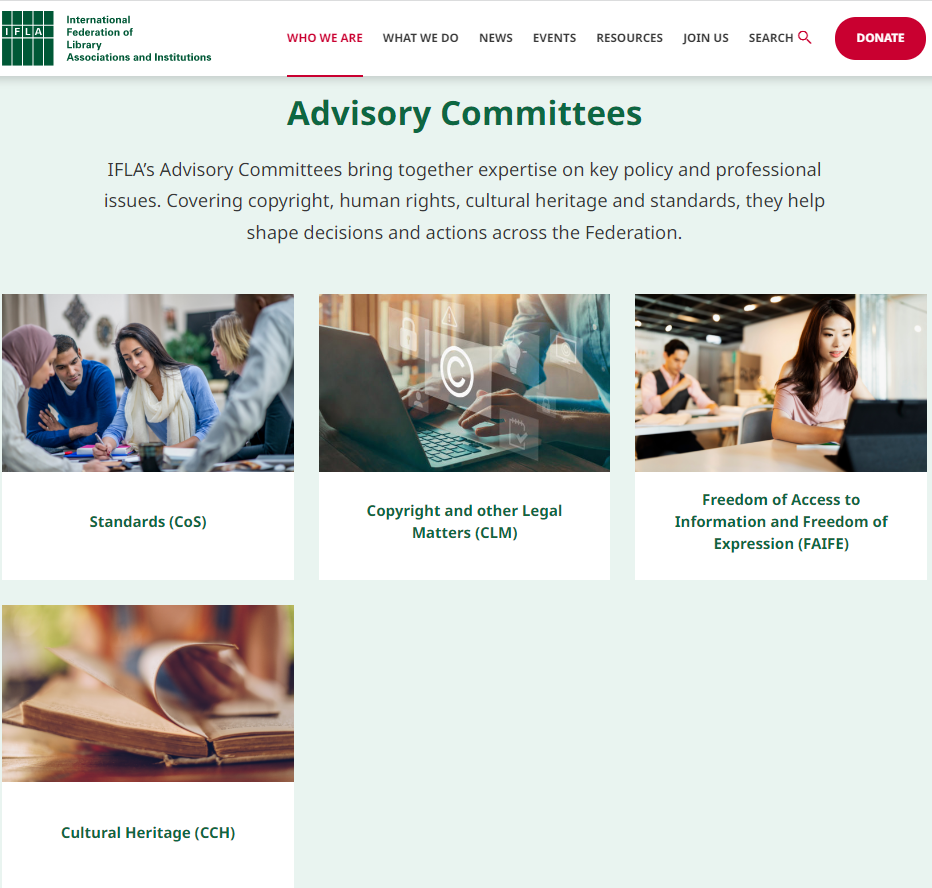 IFLA
International
Federation of
Library
Associations and Institutions
WHO WE ARE WHAT WE DO NEWS EVENTS RESOURCES JOIN US SEARCH DONATE
Advisory Committees
IFLA’s Advisory Committees bring together expertise on key policy and professional
issues. Covering copyright, human rights, cultural heritage and standards, they help
shape decisions and actions across the Federation.
©
Standards (CoS)
Copyright and other Legal
Matters (CLM)
Freedom of Access to
Information and Freedom of
Expression (FAIFE)
Cultural Heritage (CCH)